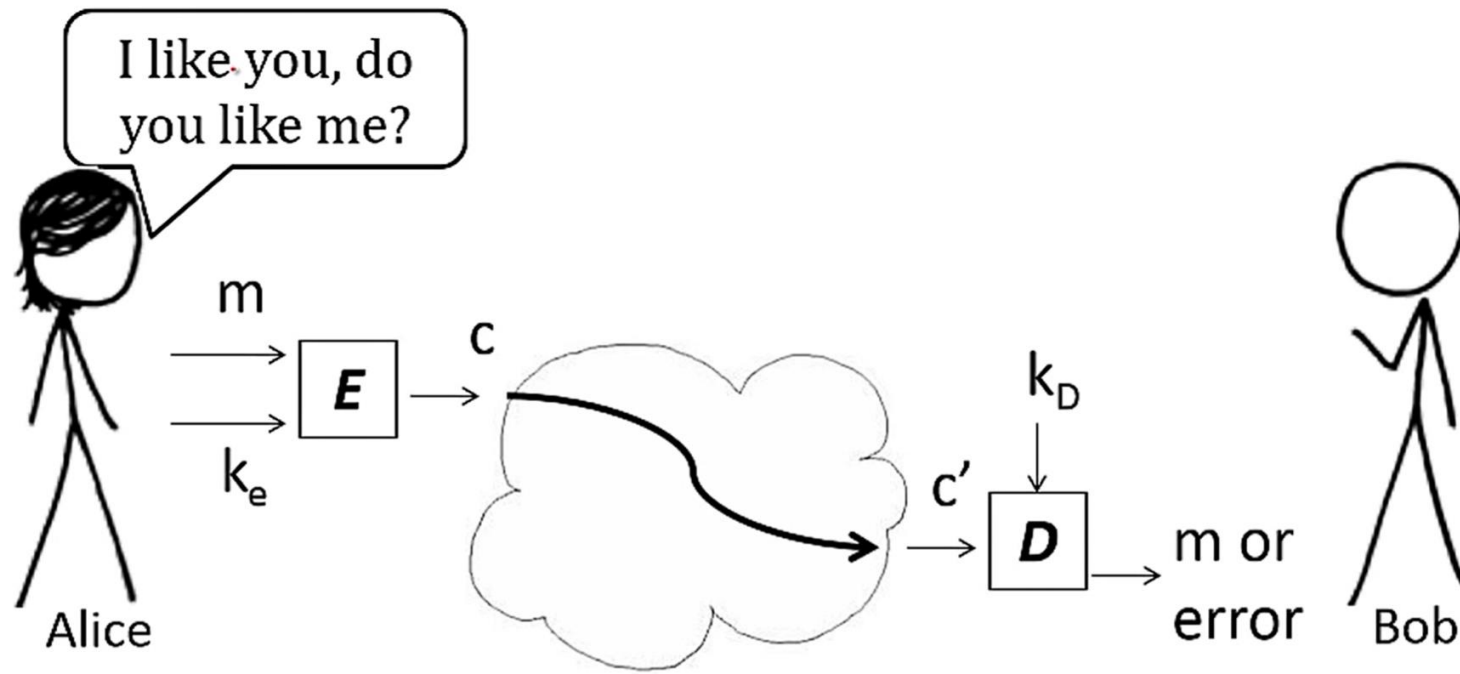 I like you, do
you like me?
m
c
E
k_D
k_e
c’
D
m or
error
Alice
Bob